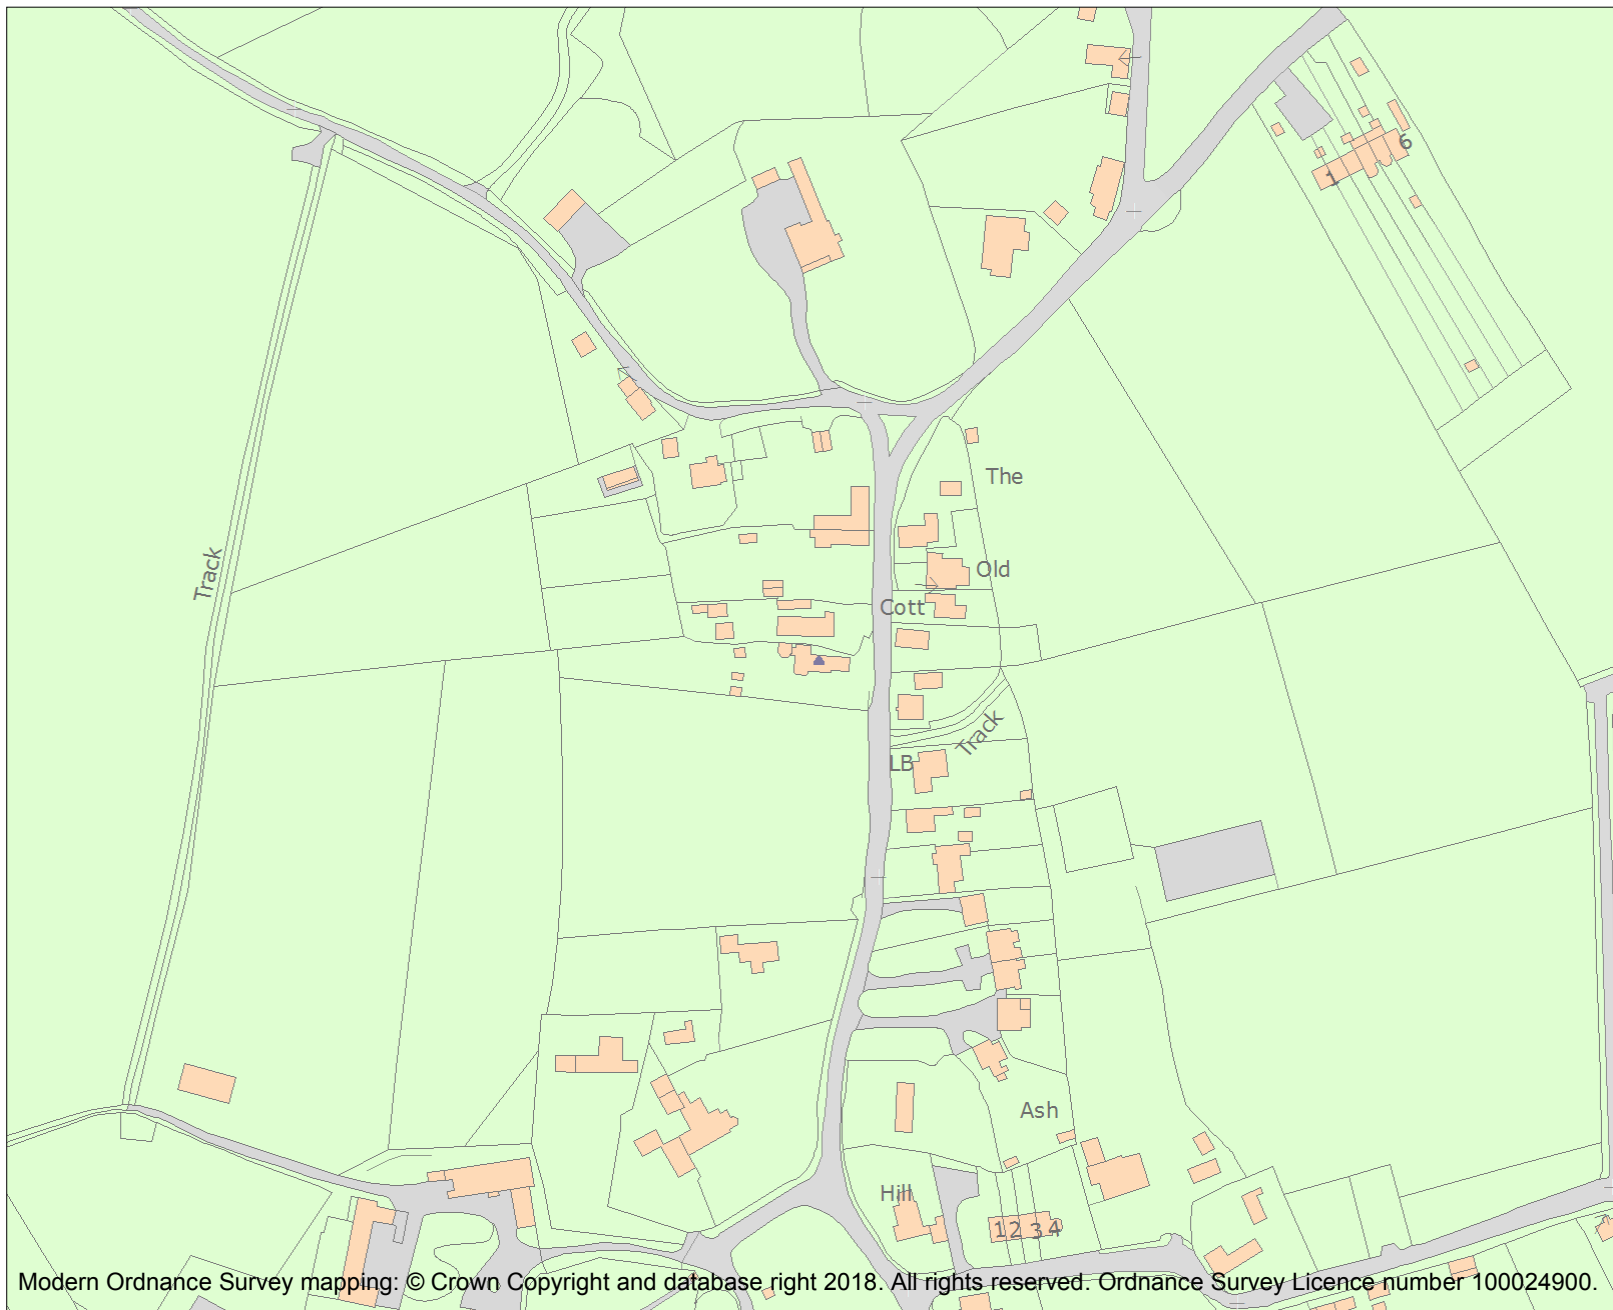 6
1
The
Track
Old
Cott
Track
LB
Ash
Hill
1 2 3 4
Modern Ordnance Survey mapping: © Crown Copyright and database right 2018. All rights reserved. Ordnance Survey Licence number 100024900.